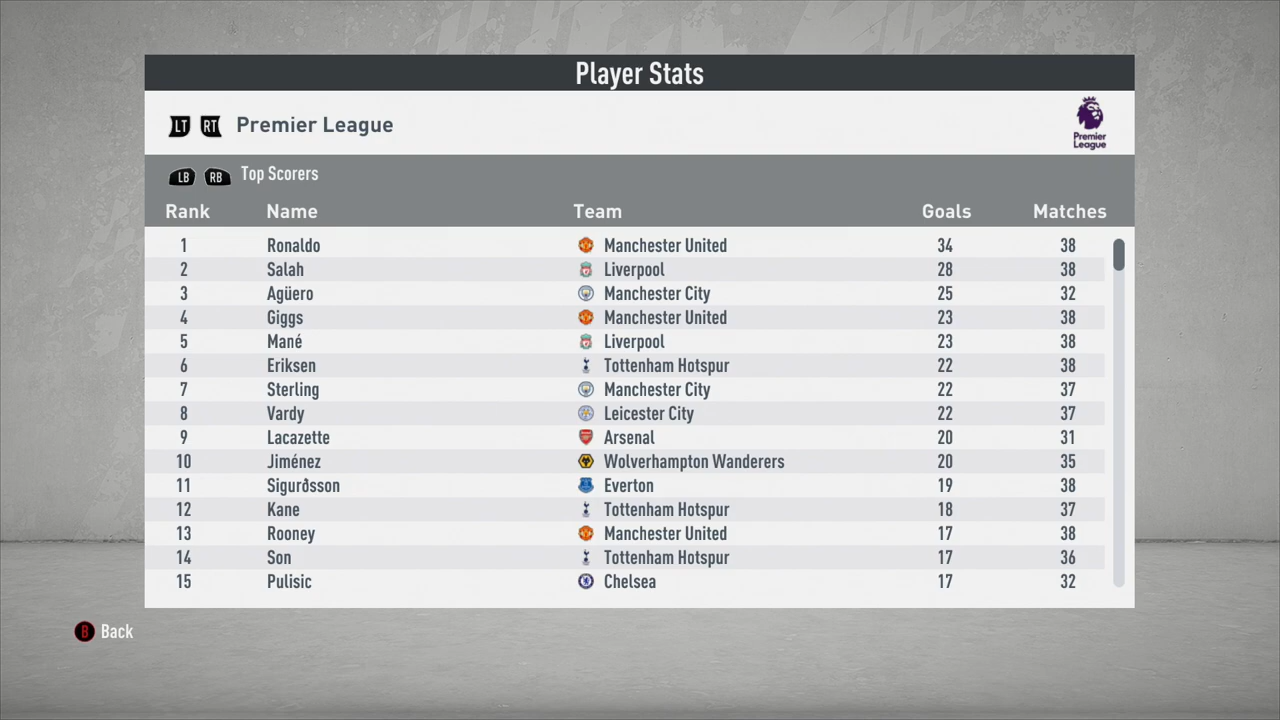 Player Stats
LT RT Premier League
Premier
League
LB RB Top Scorers
Rank Name Team Goals Matches
1 Ronaldo Manchester United 34 38
2 Salah Liverpool 28 38
3 Agüero Manchester City 25 32
4 Giggs Manchester United 23 38
5 Mané Liverpool 23 38
6 Eriksen Tottenham Hotspur 22 38
7 Sterling Manchester City 22 37
8 Vardy Leicester City 22 37
9 Lacazette Arsenal 20 31
10 Jiménez Wolverhampton Wanderers 20 35
11 Sigurðsson Everton 19 38
12 Kane Tottenham Hotspur 18 37
13 Rooney Manchester United 17 38
14 Son Tottenham Hotspur 17 36
15 Pulisic Chelsea 17 32
B Back